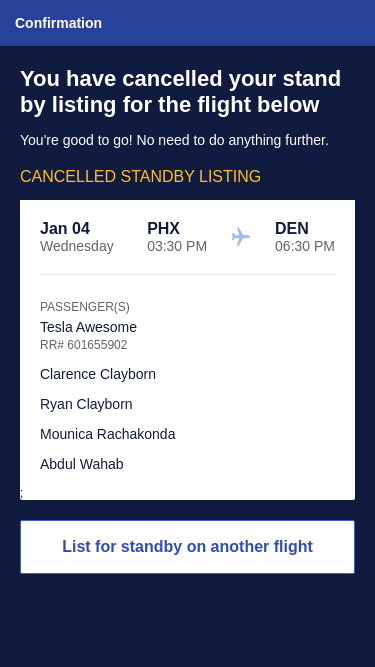 Confirmation
You have cancelled your stand
by listing for the flight below
You're good to go! No need to do anything further.
CANCELLED STANDBY LISTING
Jan 04 PHX DEN
Wednesday 03:30 PM 06:30 PM
PASSENGER(S)
Tesla Awesome
RR# 601655902
Clarence Clayborn
Ryan Clayborn
Mounica Rachakonda
Abdul Wahab
;
List for standby on another flight